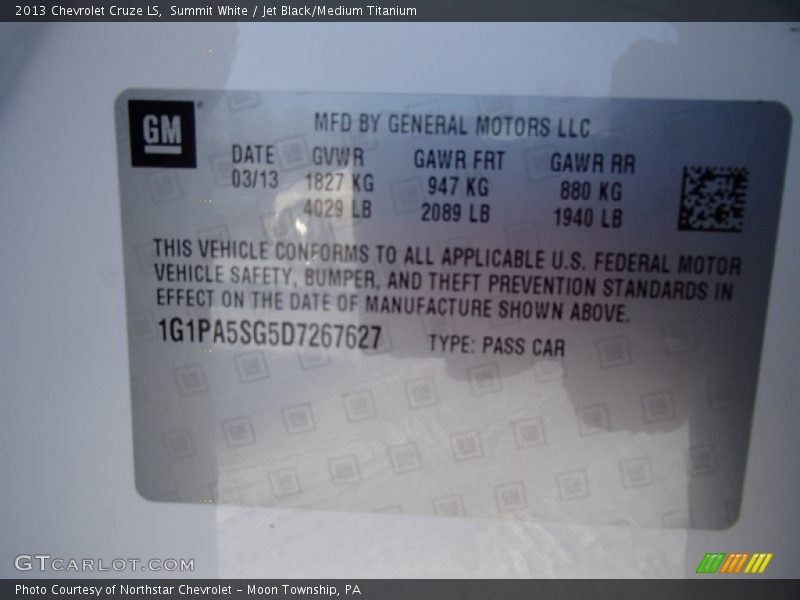 2013 Chevrolet Cruze LS,  Summit White / Jet Black/Medium Titanium
GM
MFD BY GENERAL MOTORS LLC
DATE GVWR GAWR FRT GAWR RR
03/13 1827 KG 947 KG 880 KG
4029 LB 2089 LB 1940 LB
THIS VEHICLE CONFORMS TO ALL APPLICABLE U.S. FEDERAL MOTOR
VEHICLE SAFETY, BUMPER, AND THEFT PREVENTION STANDARDS IN
EFFECT ON THE DATE OF MANUFACTURE SHOWN ABOVE.
1G1PA5SG5D7267627 TYPE: PASS CAR
GTCARLOT.COM
Photo Courtesy of Northstar Chevrolet - Moon Township, PA